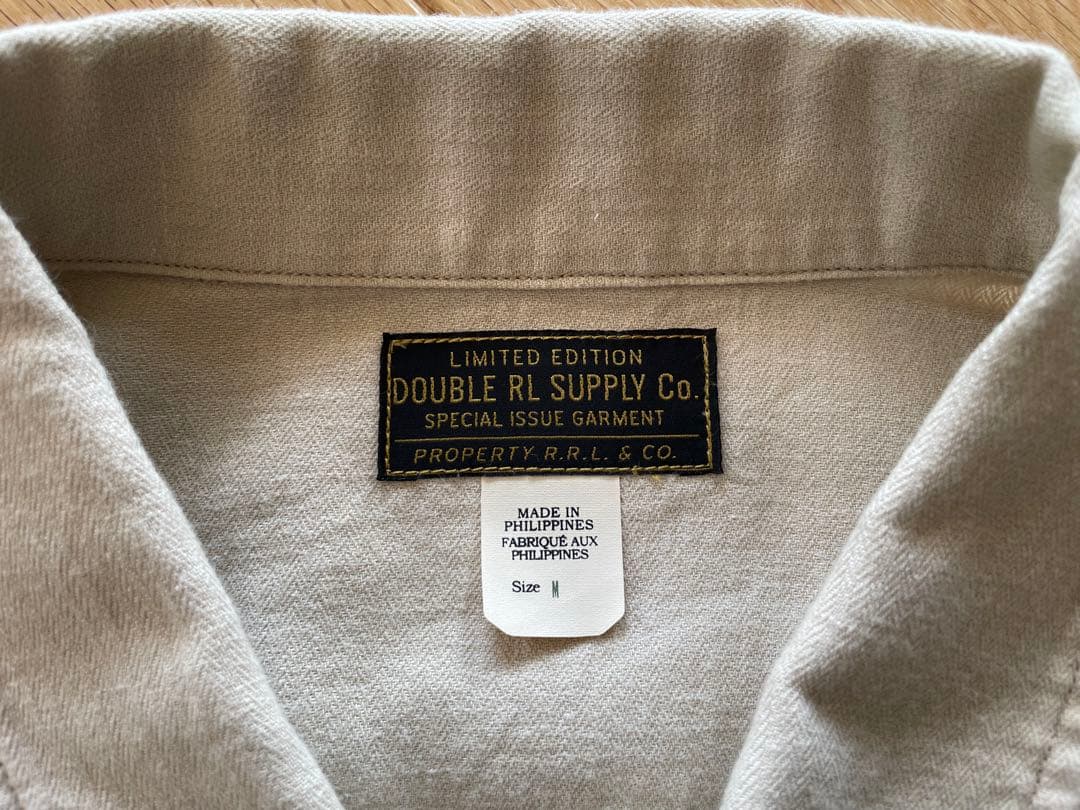 LIMITED EDITION
DOUBLE RL SUPPLY Co.
SPECIAL ISSUE GARMENT
PROPERTY R.R.L. & CO.
MADE IN
PHILIPPINES
FABRIQUÉ AUX
PHILIPPINES
Size M